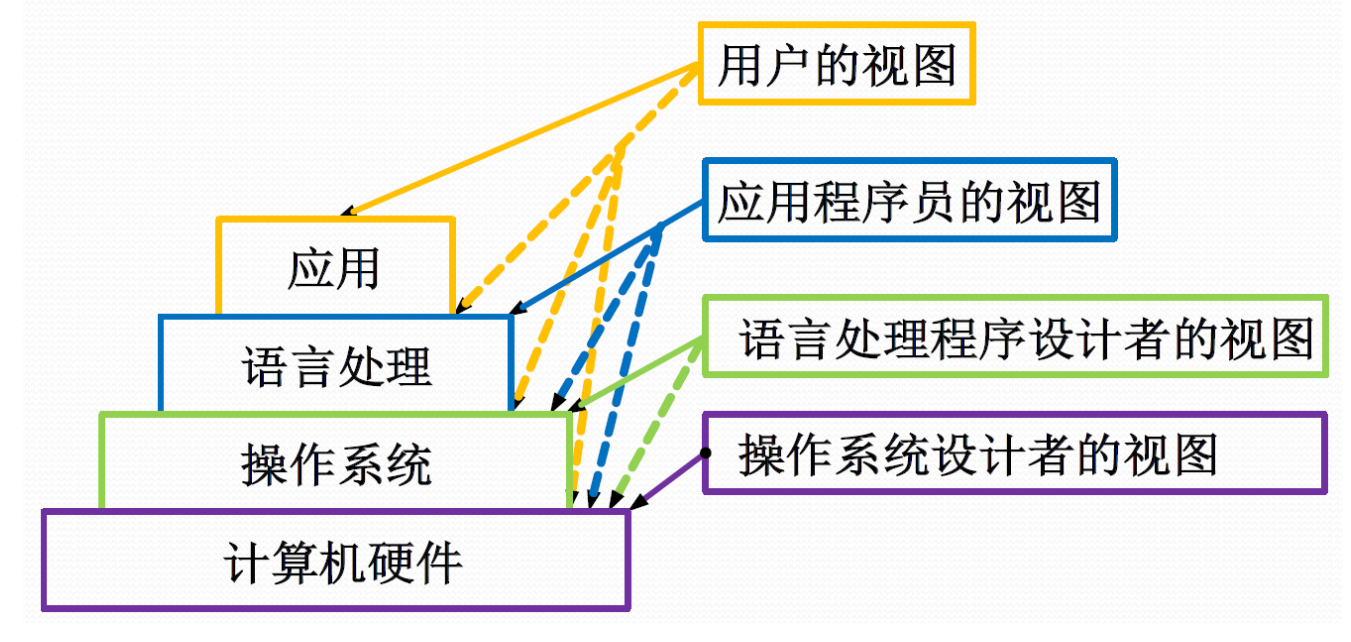 用户的视图
应用程序员的视图
应用
语言处理程序设计者的视图
语言处理
操作系统设计者的视图
操作系统
计算机硬件